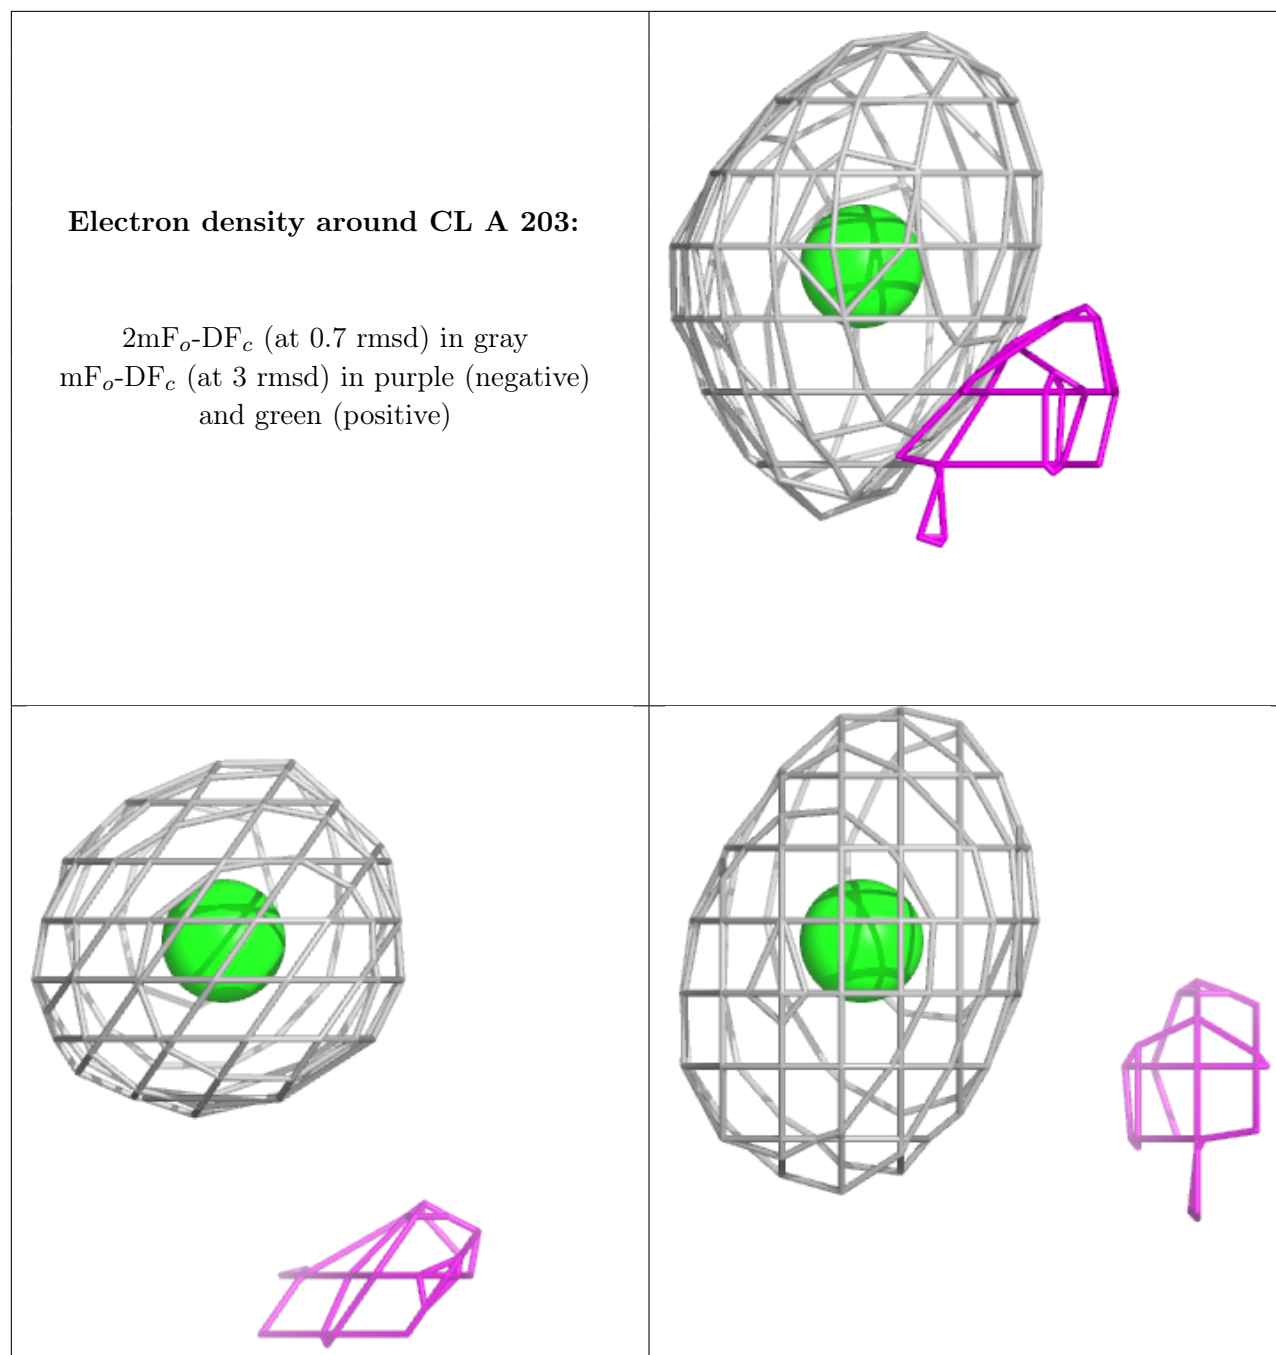 Electron density around CL A 203:
2mFₒ-DF𝒸 (at 0.7 rmsd) in gray
mFₒ-DF𝒸 (at 3 rmsd) in purple (negative)
and green (positive)